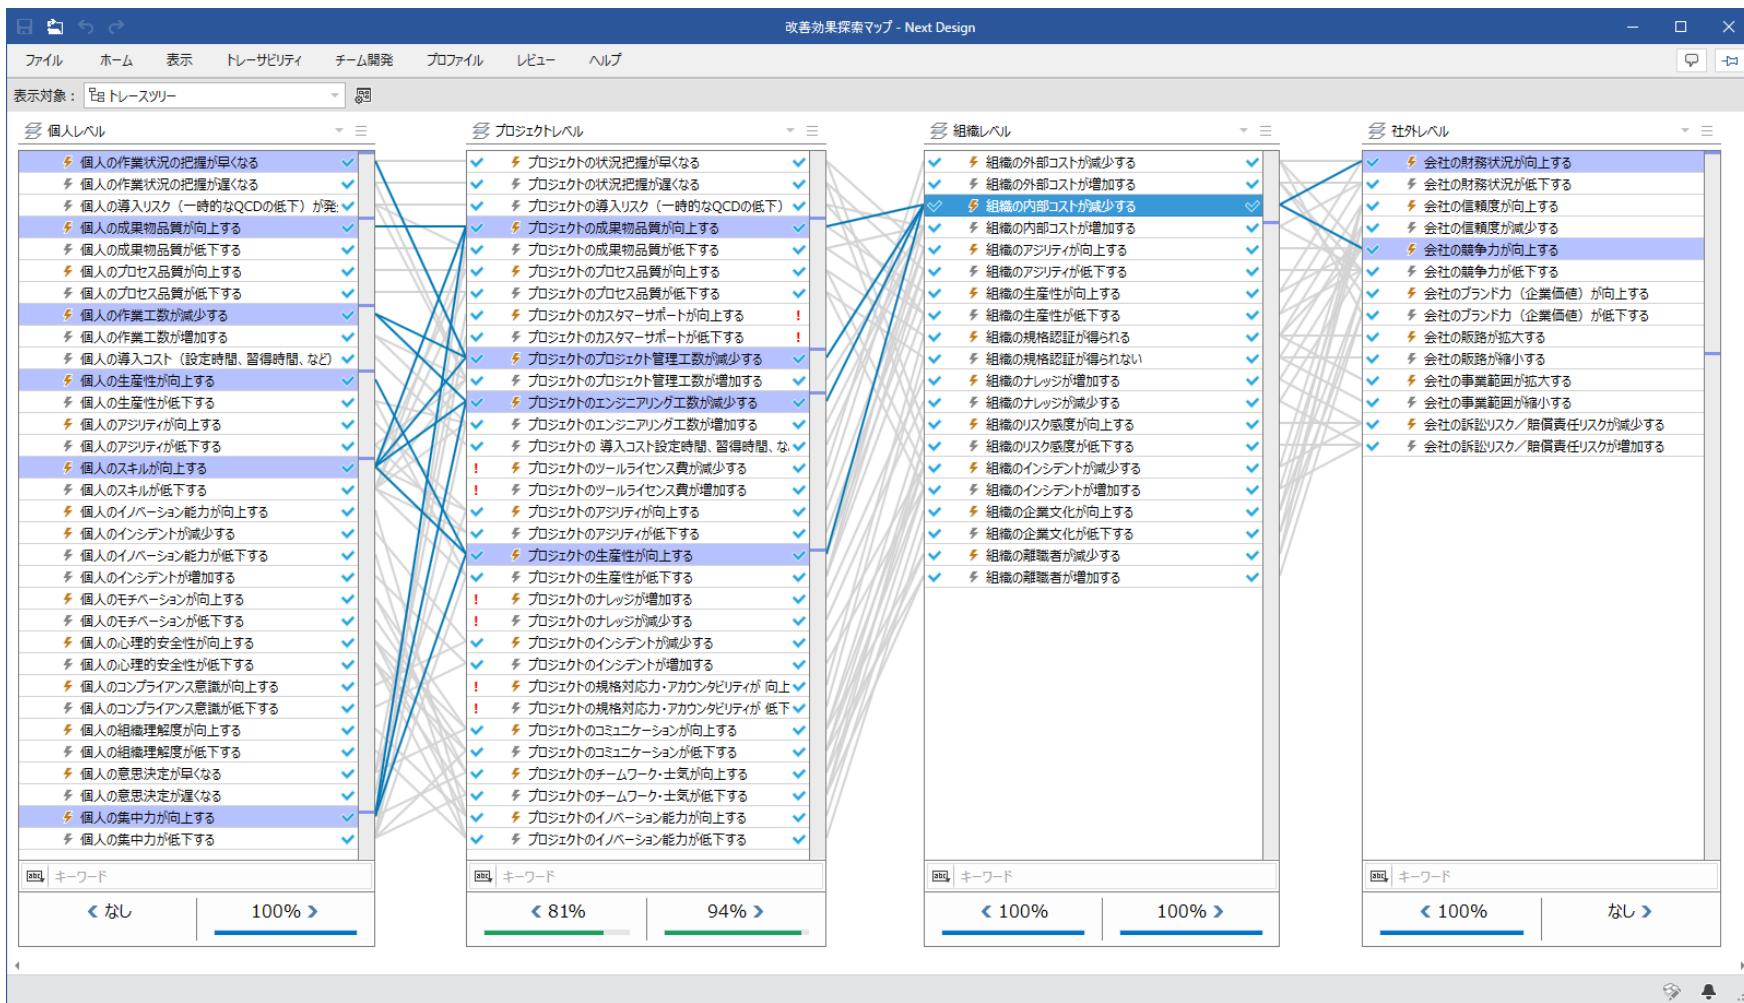 改善効果探索マップ - Next Design
ファイル ホーム 表示 トレーサビリティ チーム開発 プロファイル レビュー ヘルプ
表示対象： トレースツリー
個人レベル
個人の作業状況の把握が早くなる
個人の作業状況の把握が遅くなる
個人の導入リスク（一時的なQCDの低下）が発
個人の成果物品質が向上する
個人の成果物品質が低下する
個人のプロセス品質が向上する
個人のプロセス品質が低下する
個人の作業工数が減少する
個人の作業工数が増加する
個人の導入コスト（設定時間、習得時間、など）
個人の生産性が向上する
個人の生産性が低下する
個人のアジリティが向上する
個人のアジリティが低下する
個人のスキルが向上する
個人のスキルが低下する
個人のイノベーション能力が向上する
個人のインシデントが減少する
個人のイノベーション能力が低下する
個人のインシデントが増加する
個人のモチベーションが向上する
個人のモチベーションが低下する
個人の心理的安全性が向上する
個人の心理的安全性が低下する
個人のコンプライアンス意識が向上する
個人のコンプライアンス意識が低下する
個人の組織理解度が向上する
個人の組織理解度が低下する
個人の意思決定が早くなる
個人の意思決定が遅くなる
個人の集中力が向上する
個人の集中力が低下する
abc キーワード
なし 100%
プロジェクトレベル
プロジェクトの状況把握が早くなる
プロジェクトの状況把握が遅くなる
プロジェクトの導入リスク（一時的なQCDの低下）
プロジェクトの成果物品質が向上する
プロジェクトの成果物品質が低下する
プロジェクトのプロセス品質が向上する
プロジェクトのプロセス品質が低下する
プロジェクトのカスタマーサポートが向上する !
プロジェクトのカスタマーサポートが低下する !
プロジェクトのプロジェクト管理工数が減少する
プロジェクトのプロジェクト管理工数が増加する
プロジェクトのエンジニアリング工数が減少する
プロジェクトのエンジニアリング工数が増加する
プロジェクトの 導入コスト設定時間、習得時間、な
! プロジェクトのツールライセンス費が減少する
! プロジェクトのツールライセンス費が増加する
プロジェクトのアジリティが向上する
プロジェクトのアジリティが低下する
プロジェクトの生産性が向上する
プロジェクトの生産性が低下する
! プロジェクトのナレッジが増加する
! プロジェクトのナレッジが減少する
プロジェクトのインシデントが減少する
プロジェクトのインシデントが増加する
! プロジェクトの規格対応力・アカウンタビリティが 向上
! プロジェクトの規格対応力・アカウンタビリティが 低下
プロジェクトのコミュニケーションが向上する
プロジェクトのコミュニケーションが低下する
プロジェクトのチームワーク・士気が向上する
プロジェクトのチームワーク・士気が低下する
プロジェクトのイノベーション能力が向上する
プロジェクトのイノベーション能力が低下する
abc キーワード
81% 94%
組織レベル
組織の外部コストが減少する
組織の外部コストが増加する
組織の内部コストが減少する
組織の内部コストが増加する
組織のアジリティが向上する
組織のアジリティが低下する
組織の生産性が向上する
組織の生産性が低下する
組織の規格認証が得られる
組織の規格認証が得られない
組織のナレッジが増加する
組織のナレッジが減少する
組織のリスク感度が向上する
組織のリスク感度が低下する
組織のインシデントが減少する
組織のインシデントが増加する
組織の企業文化が向上する
組織の企業文化が低下する
組織の離職者が減少する
組織の離職者が増加する
abc キーワード
100% 100%
社外レベル
会社の財務状況が向上する
会社の財務状況が低下する
会社の信頼度が向上する
会社の信頼度が減少する
会社の競争力が向上する
会社の競争力が低下する
会社のブランド力（企業価値）が向上する
会社のブランド力（企業価値）が低下する
会社の販路が拡大する
会社の販路が縮小する
会社の事業範囲が拡大する
会社の事業範囲が縮小する
会社の訴訟リスク／賠償責任リスクが減少する
会社の訴訟リスク／賠償責任リスクが増加する
abc キーワード
100% なし